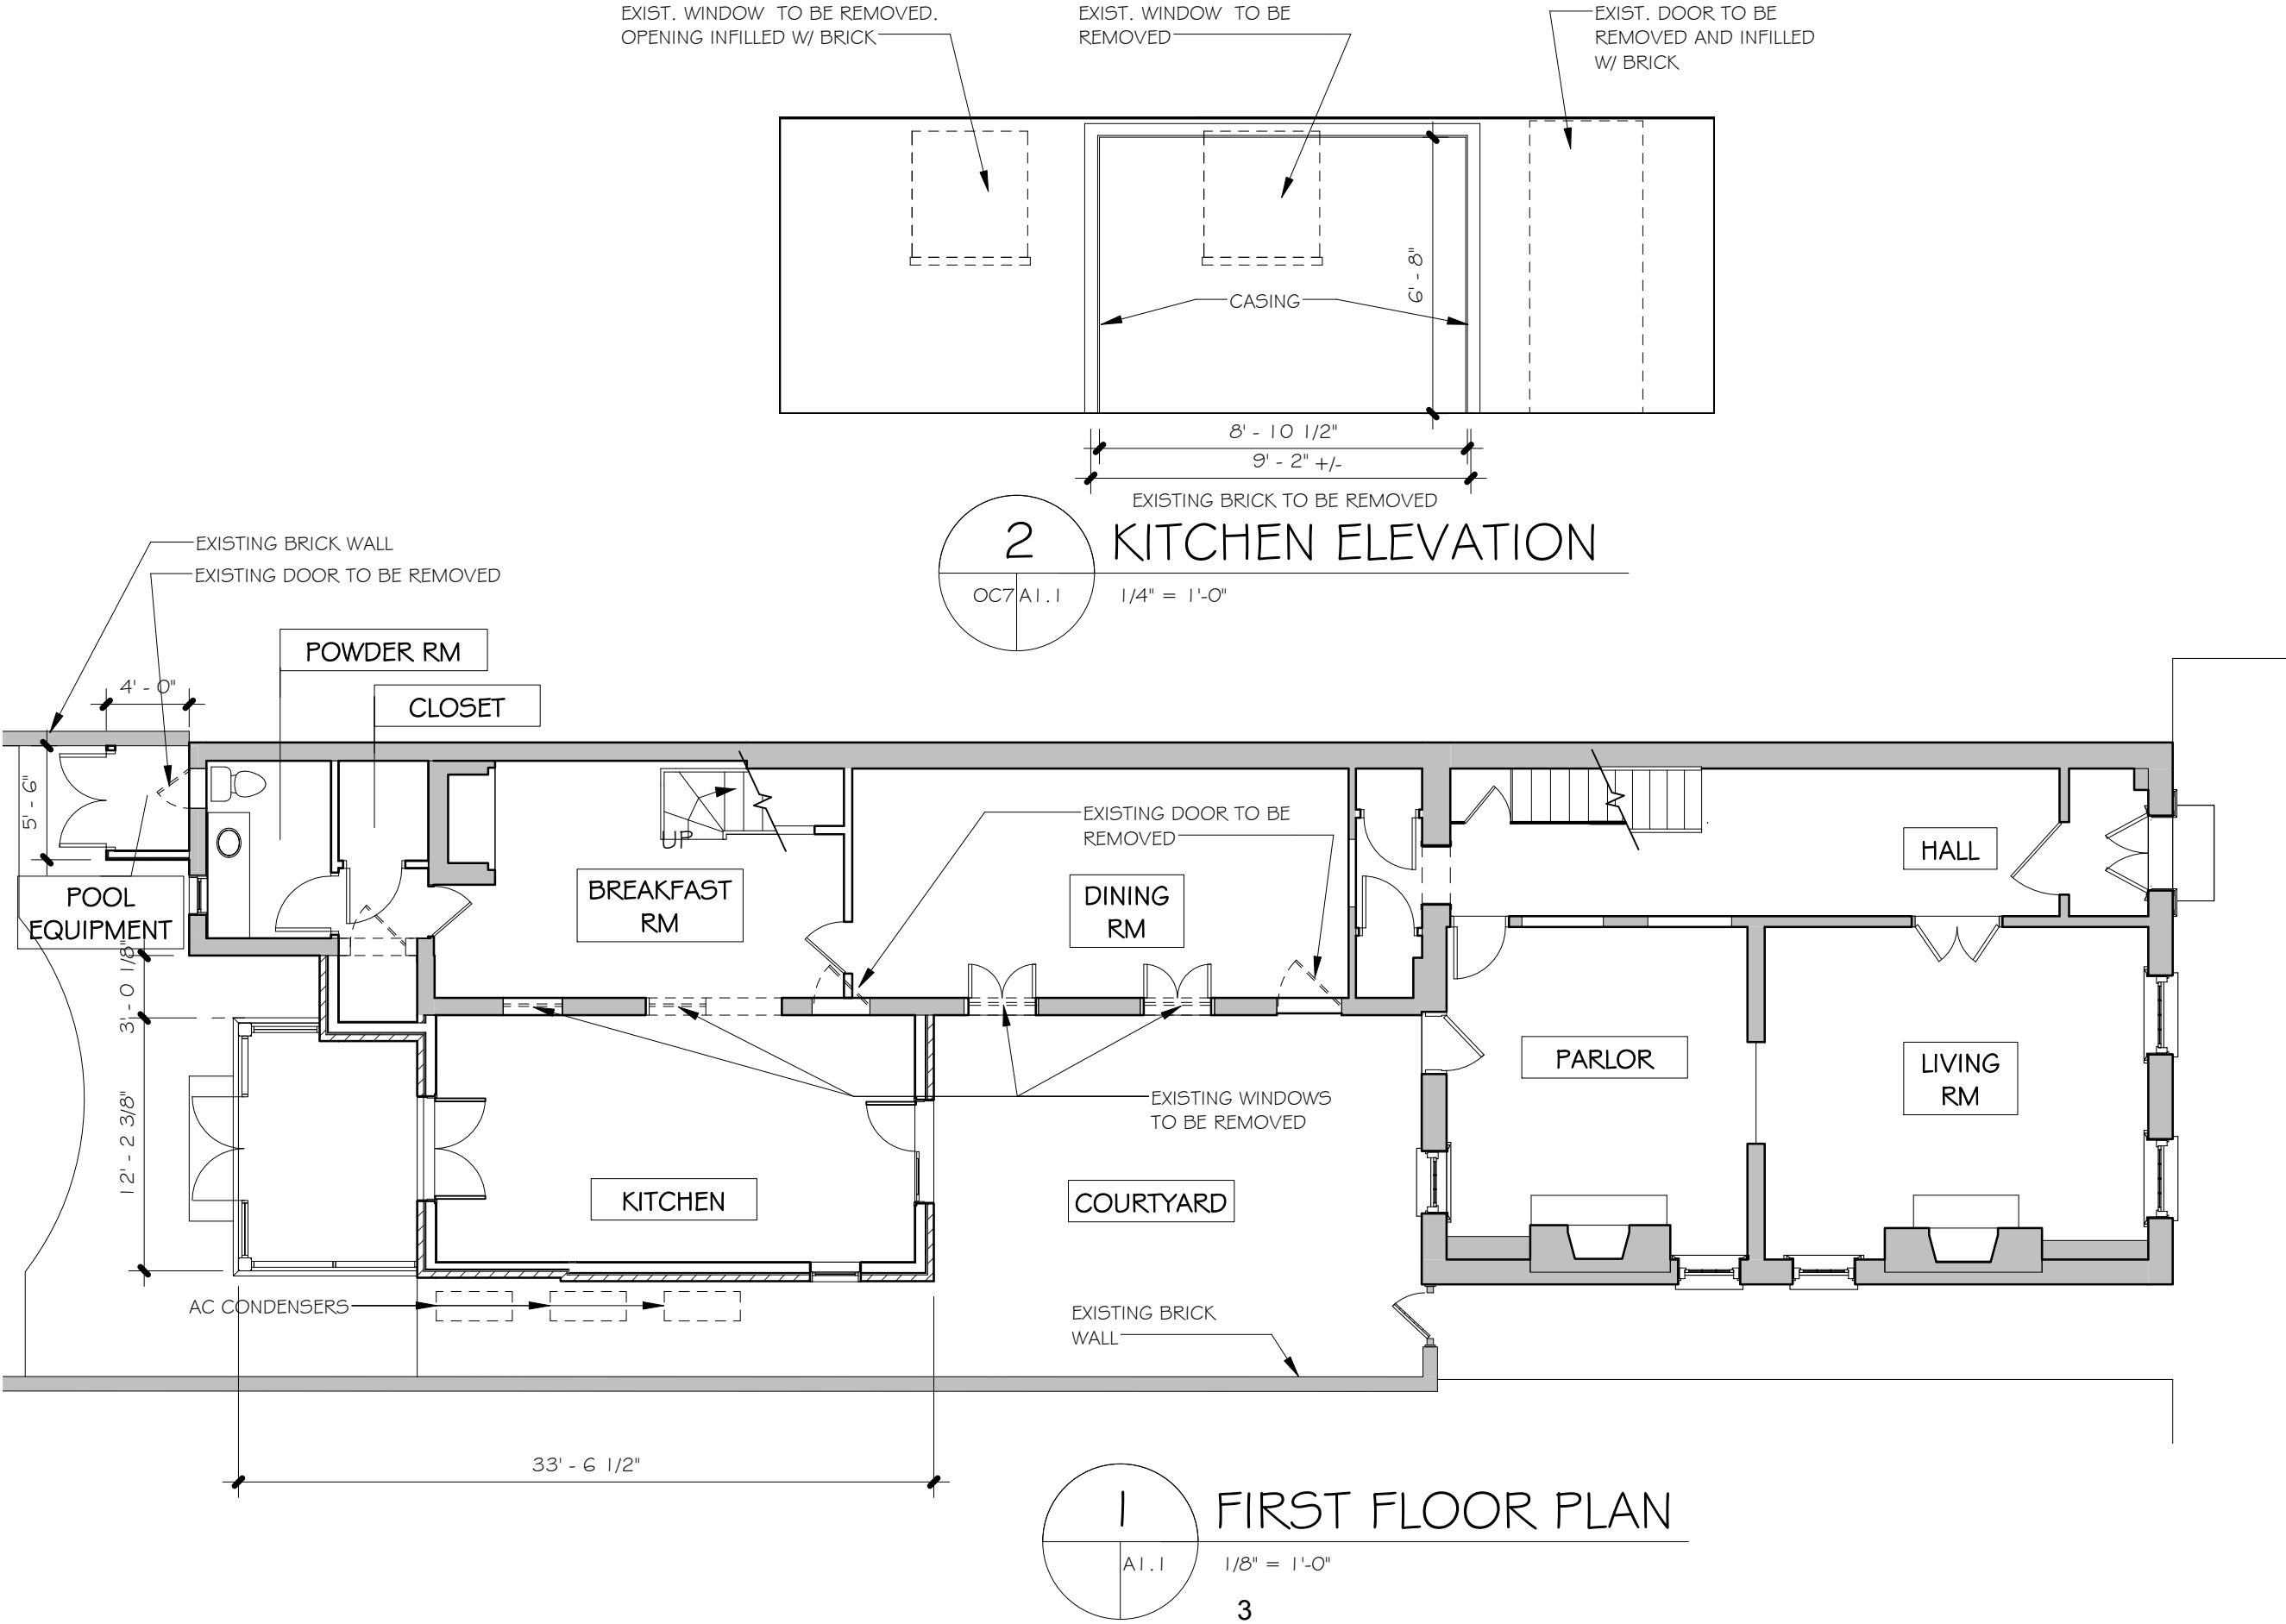 EXIST. WINDOW TO BE REMOVED.
OPENING INFILLED W/ BRICK
EXIST. WINDOW TO BE
REMOVED
EXIST. DOOR TO BE
REMOVED AND INFILLED
W/ BRICK
6' - 8"
CASING
8' - 10 1/2"
9' - 2" +/-
EXISTING BRICK TO BE REMOVED
2
KITCHEN ELEVATION
OC7 A1.1
1/4" = 1'-0"
EXISTING BRICK WALL
EXISTING DOOR TO BE REMOVED
POWDER RM
4' - 0"
CLOSET
5' - 6"
UP
EXISTING DOOR TO BE
REMOVED
HALL
POOL
EQUIPMENT
BREAKFAST
RM
DINING
RM
3' - 0 1/8"
12' - 2 3/8"
PARLOR
LIVING
RM
EXISTING WINDOWS
TO BE REMOVED
KITCHEN
COURTYARD
AC CONDENSERS
EXISTING BRICK
WALL
33' - 6 1/2"
1
FIRST FLOOR PLAN
A1.1
1/8" = 1'-0"
3